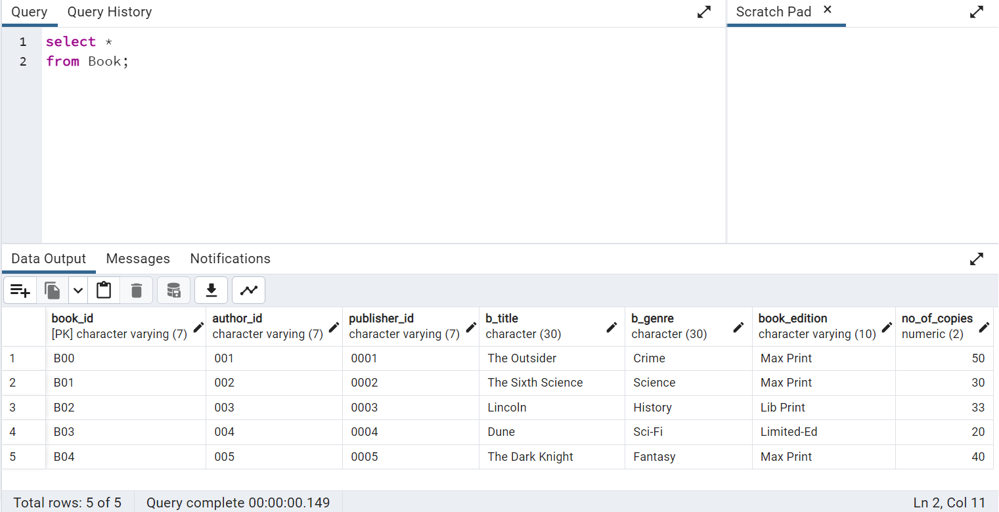 Query Query History Scratch Pad ×
1 select *
2 from Book;
Data Output Messages Notifications
book_id author_id publisher_id b_title b_genre book_edition no_of_copies
[PK] character varying (7) character varying (7) character varying (7) character (30) character (30) character varying (10) numeric (2)
1 B00 001 0001 The Outsider Crime Max Print 50
2 B01 002 0002 The Sixth Science Science Max Print 30
3 B02 003 0003 Lincoln History Lib Print 33
4 B03 004 0004 Dune Sci-Fi Limited-Ed 20
5 B04 005 0005 The Dark Knight Fantasy Max Print 40
Total rows: 5 of 5 Query complete 00:00:00.149 Ln 2, Col 11